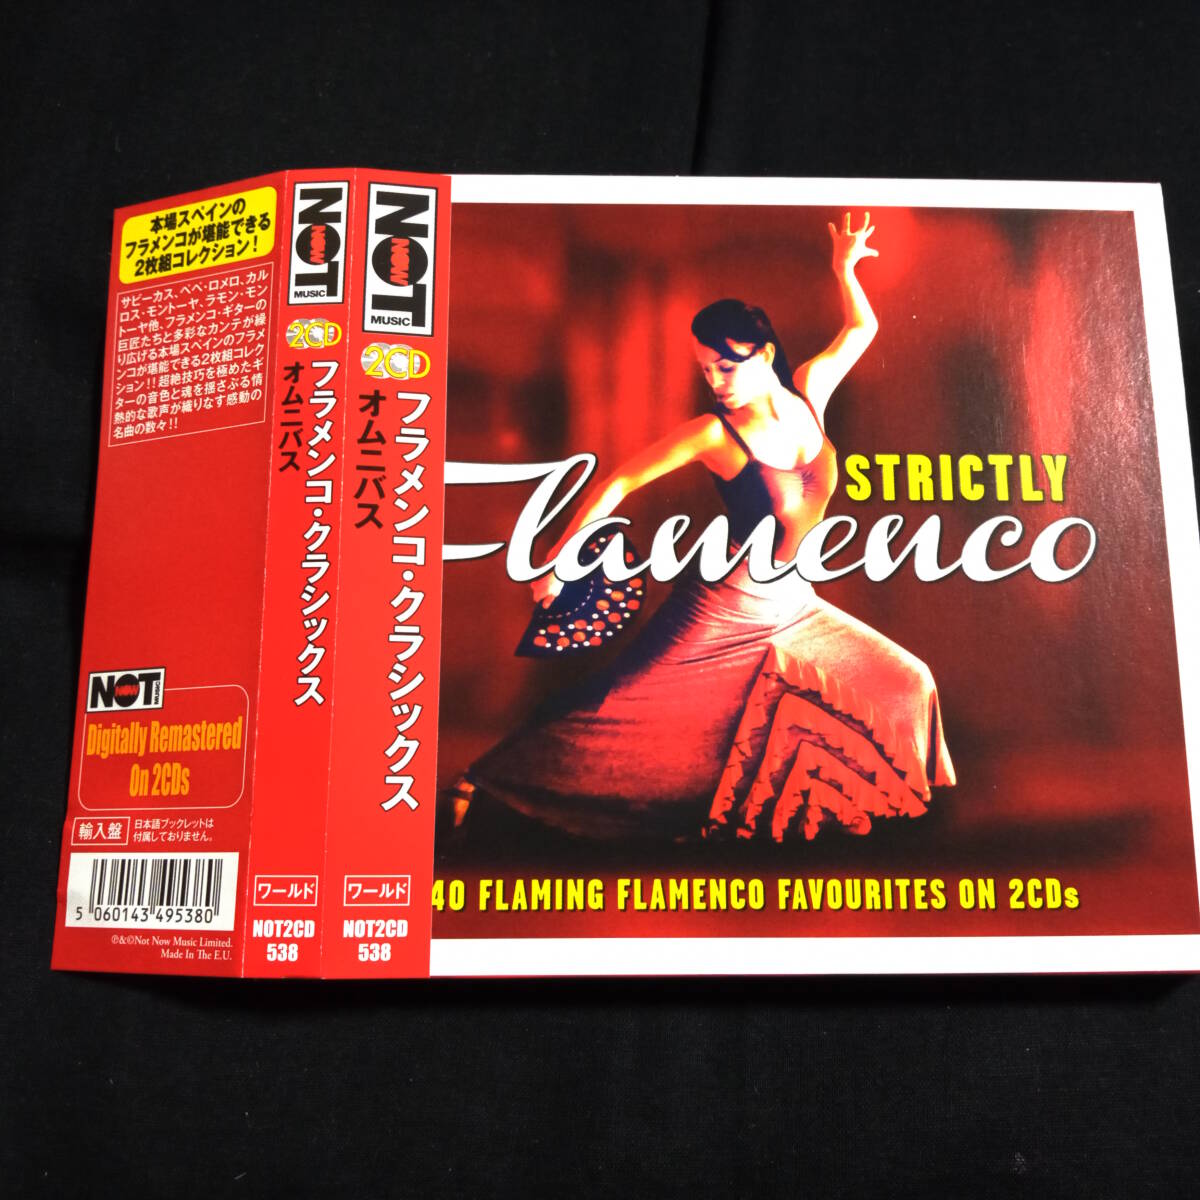 本場スペインの
フラメンコが堪能できる
2枚組コレクション!
サビーカス、ペペ・ロメロ、カル
ロス・モントーヤ、ラモン・モン
トーヤ他、フラメンコ・ギターの
巨匠たちと多彩なカンテが繰
り広げる本場スペインのフラメ
ンコが堪能できる2枚組コレク
ション!!超絶技巧を極めたギ
ターの音色と魂を揺さぶる情
熱的な歌声が織りなす感動の
名曲の数々!!
NOT NOW MUSIC
Digitally Remastered
On 2CDs
輸入盤
日本語ブックレットは
付属しておりません。
5 060143 495380
℗&©Not Now Music Limited.
Made In The E.U.
NOT NOW MUSIC
2CD
フラメンコ・クラシックス
オムニバス
ワールド
NOT2CD
538
NOT NOW MUSIC
2CD
フラメンコ・クラシックス
オムニバス
ワールド
NOT2CD
538
STRICTLY
Flamenco
40 FLAMING FLAMENCO FAVOURITES ON 2CDs